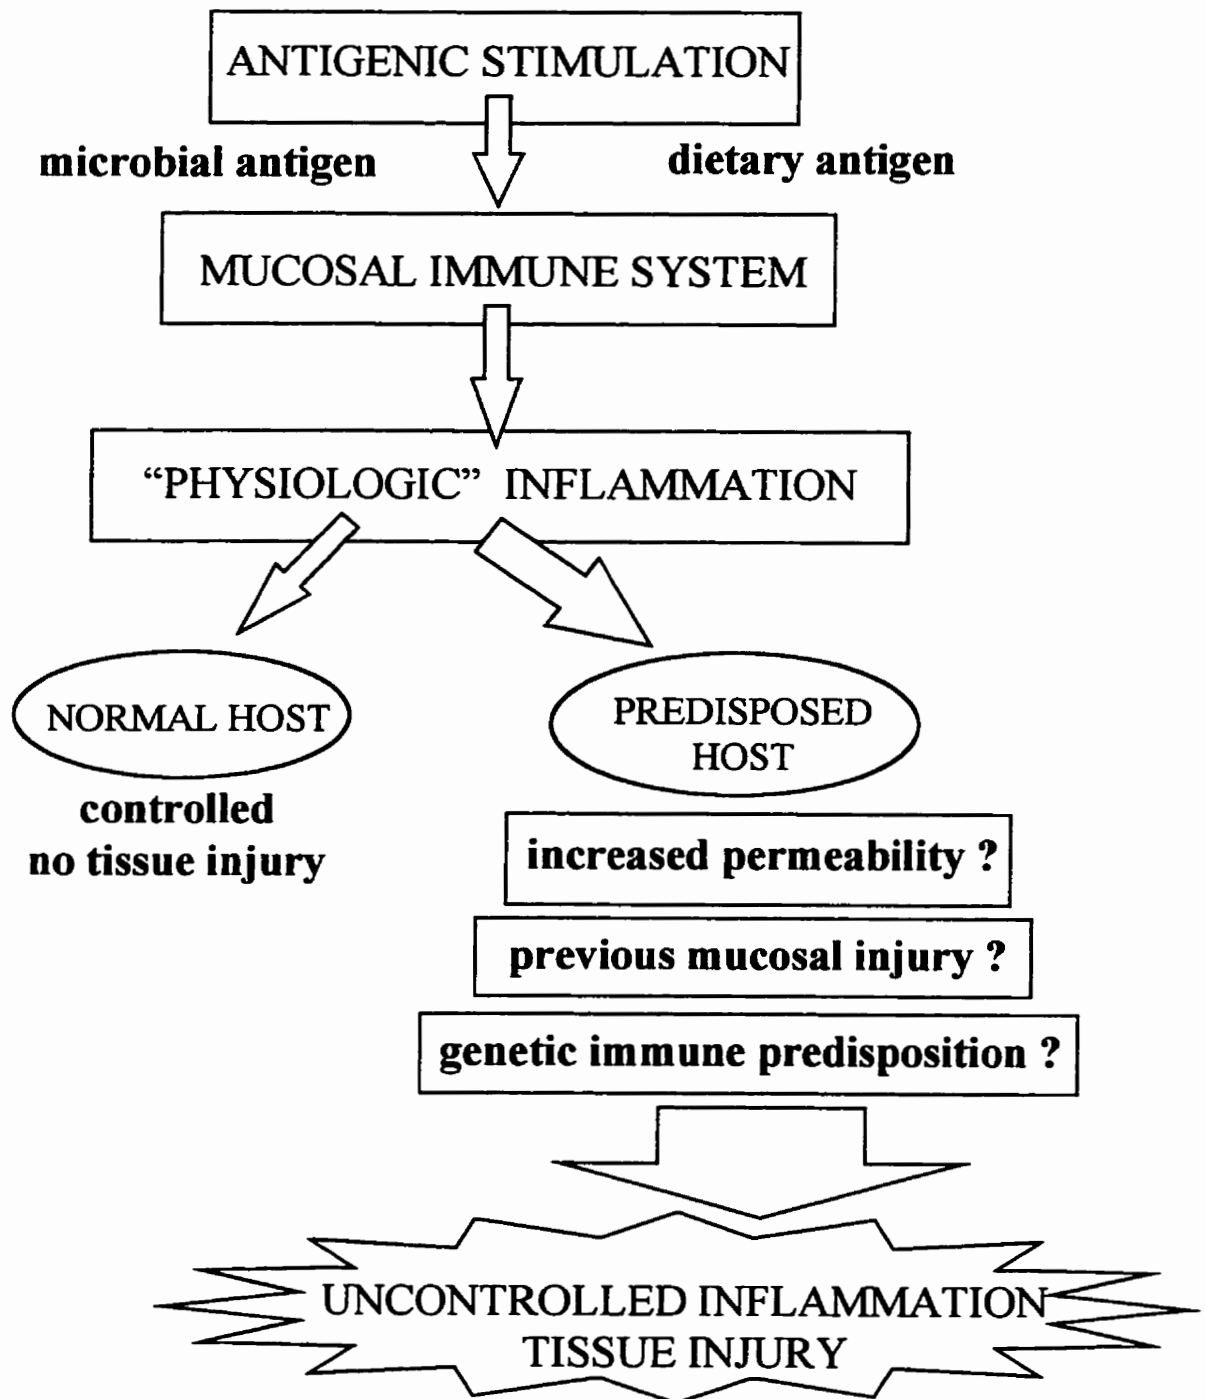 ANTIGENIC STIMULATION
microbial antigen
dietary antigen
MUCOSAL IMMUNE SYSTEM
“PHYSIOLOGIC” INFLAMMATION
NORMAL HOST
controlled
no tissue injury
PREDISPOSED
HOST
increased permeability ?
previous mucosal injury ?
genetic immune predisposition ?
UNCONTROLLED INFLAMMATION
TISSUE INJURY